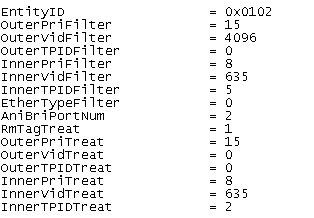 EntityID = 0x0102
OuterPriFilter = 15
OuterVidFilter = 4096
OuterTPIDFilter = 0
InnerPriFilter = 8
InnerVidFilter = 635
InnerTPIDFilter = 5
EtherTypeFilter = 0
AniBriPortNum = 2
RmTagTreat = 1
OuterPriTreat = 15
OuterVidTreat = 0
OuterTPIDTreat = 0
InnerPriTreat = 8
InnerVidTreat = 635
InnerTPIDTreat = 2